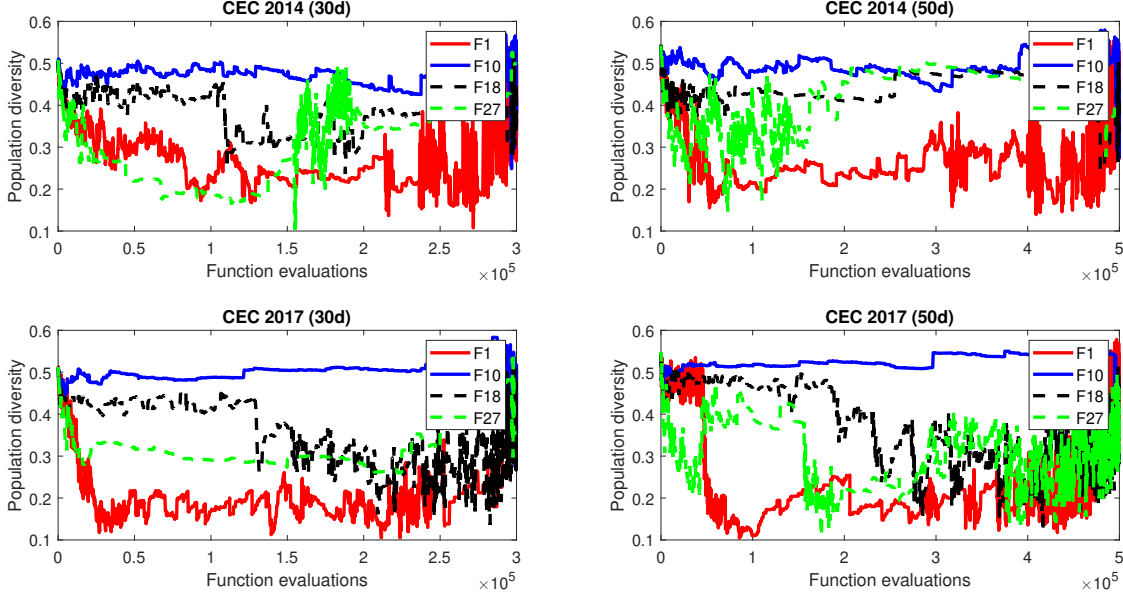 CEC 2014 (30d)
0.6
0.5
0.4
0.3
0.2
0.1
Population diversity
F1
F10
F18
F27
0 0.5 1 1.5 2 2.5 3
Function evaluations
×10^5
CEC 2014 (50d)
0.6
0.5
0.4
0.3
0.2
0.1
Population diversity
F1
F10
F18
F27
0 1 2 3 4 5
Function evaluations
×10^5
CEC 2017 (30d)
0.6
0.5
0.4
0.3
0.2
0.1
Population diversity
F1
F10
F18
F27
0 0.5 1 1.5 2 2.5 3
Function evaluations
×10^5
CEC 2017 (50d)
0.6
0.5
0.4
0.3
0.2
0.1
Population diversity
F1
F10
F18
F27
0 1 2 3 4 5
Function evaluations
×10^5